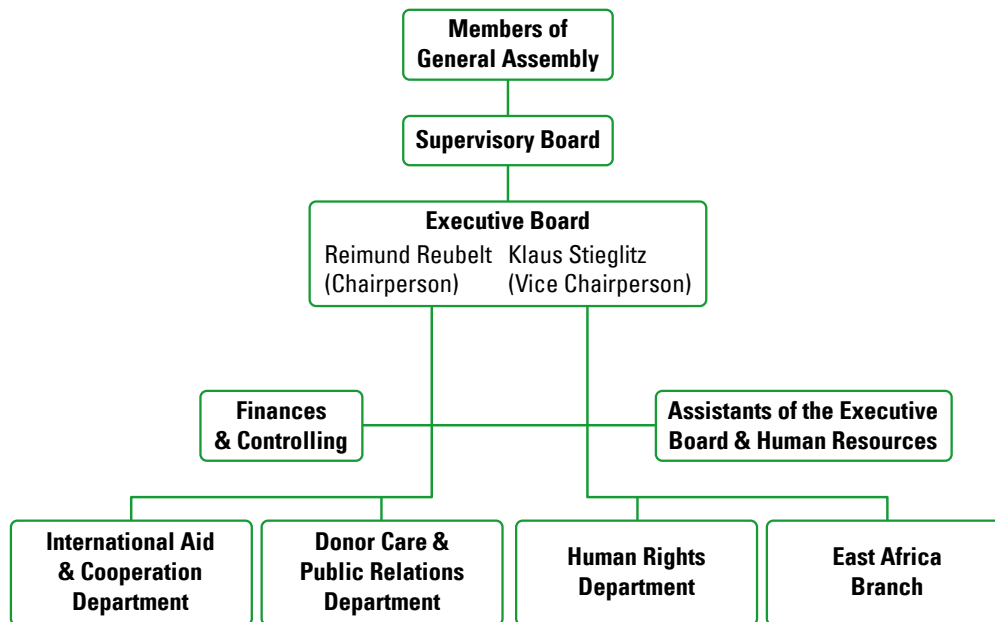 Members of
General Assembly
Supervisory Board
Executive Board
Reimund Reubelt
(Chairperson)
Klaus Stieglitz
(Vice Chairperson)
Finances
& Controlling
Assistants of the Executive
Board & Human Resources
International Aid
& Cooperation
Department
Donor Care &
Public Relations
Department
Human Rights
Department
East Africa
Branch